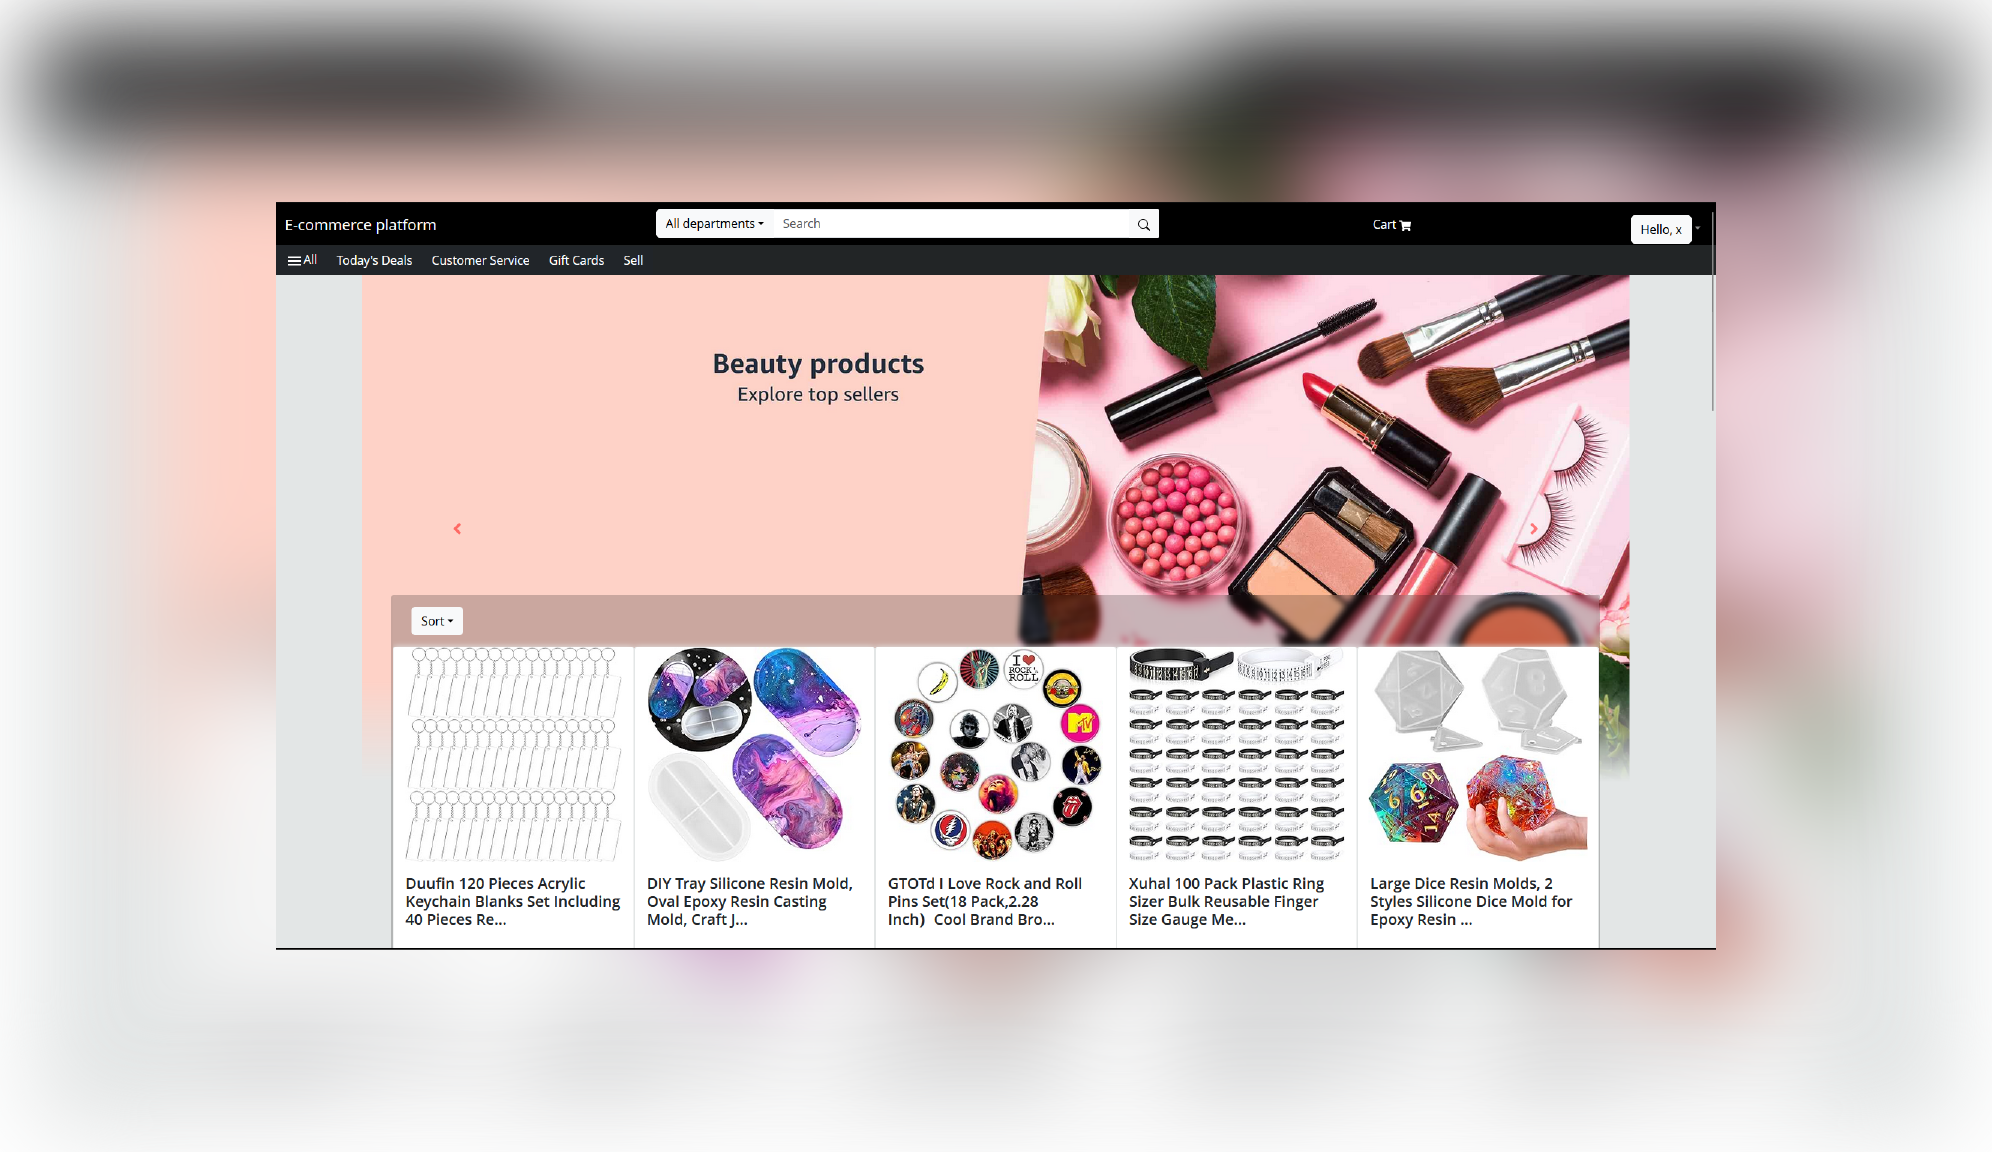 E-commerce platform
All departments
Search
Cart
Hello, x
All
Today's Deals
Customer Service
Gift Cards
Sell
Beauty products
Explore top sellers
Sort
I
ROCK'N
ROLL
MTV
Duufin 120 Pieces Acrylic
Keychain Blanks Set Including
40 Pieces Re...
DIY Tray Silicone Resin Mold,
Oval Epoxy Resin Casting
Mold, Craft J...
GTOTd I Love Rock and Roll
Pins Set(18 Pack,2.28
Inch）Cool Brand Bro...
Xuhal 100 Pack Plastic Ring
Sizer Bulk Reusable Finger
Size Gauge Me...
Large Dice Resin Molds, 2
Styles Silicone Dice Mold for
Epoxy Resin ...